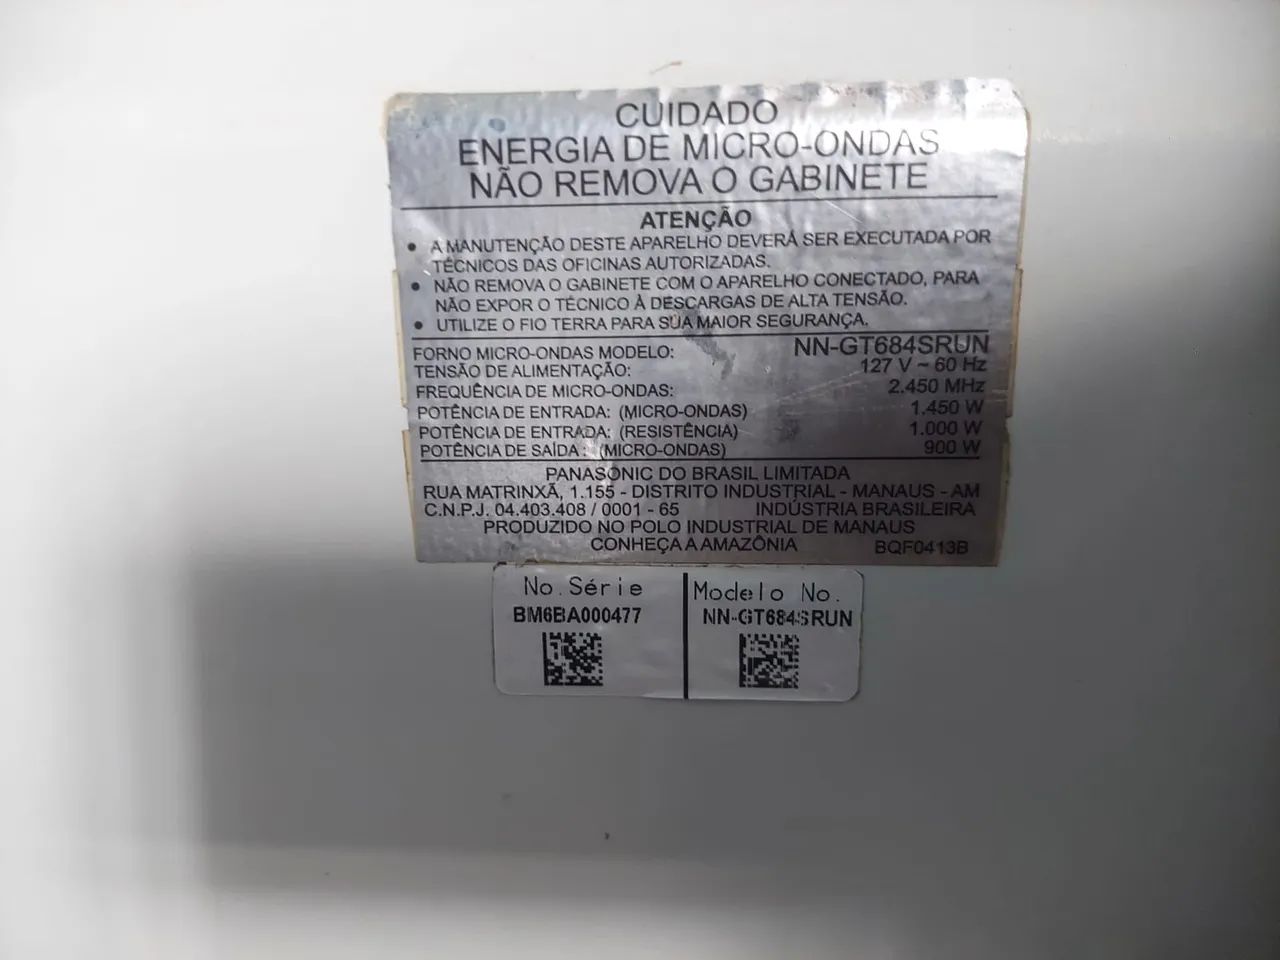 CUIDADO
ENERGIA DE MICRO-ONDAS
NÃO REMOVA O GABINETE
ATENÇÃO
• A MANUTENÇÃO DESTE APARELHO DEVERÁ SER EXECUTADA POR
TÉCNICOS DAS OFICINAS AUTORIZADAS.
• NÃO REMOVA O GABINETE COM O APARELHO CONECTADO, PARA
NÃO EXPOR O TÉCNICO À DESCARGAS DE ALTA TENSÃO.
• UTILIZE O FIO TERRA PARA SUA MAIOR SEGURANÇA.
FORNO MICRO-ONDAS MODELO: NN-GT684SRUN
TENSÃO DE ALIMENTAÇÃO: 127 V ~ 60 Hz
FREQUÊNCIA DE MICRO-ONDAS: 2.450 MHz
POTÊNCIA DE ENTRADA: (MICRO-ONDAS) 1.450 W
POTÊNCIA DE ENTRADA: (RESISTÊNCIA) 1.000 W
POTÊNCIA DE SAÍDA: (MICRO-ONDAS) 900 W
PANASONIC DO BRASIL LIMITADA
RUA MATRINXÃ, 1.155 - DISTRITO INDUSTRIAL - MANAUS - AM
C.N.P.J. 04.403.408 / 0001 - 65 INDÚSTRIA BRASILEIRA
PRODUZIDO NO POLO INDUSTRIAL DE MANAUS
CONHEÇA A AMAZÔNIA BQF0413B
No. Série Modelo No.
BM6BA000477 NN-GT684SRUN